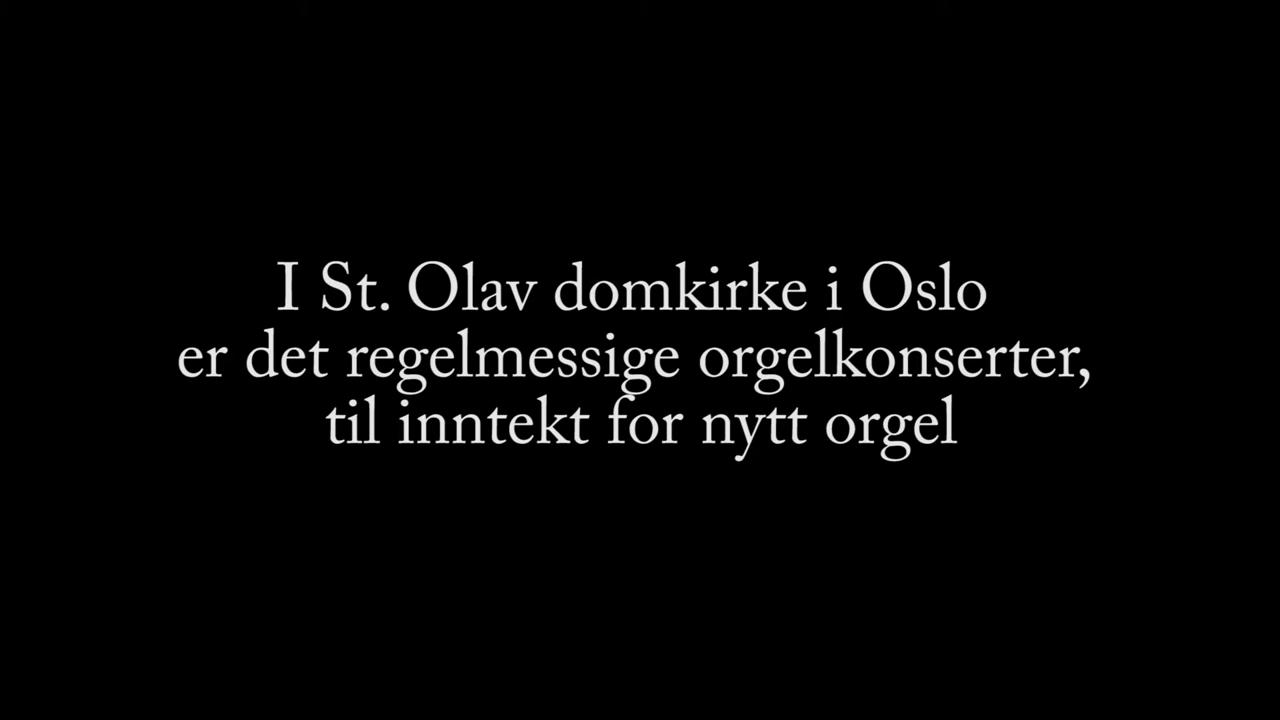 I St. Olav domkirke i Oslo
er det regelmessige orgelkonserter,
til inntekt for nytt orgel